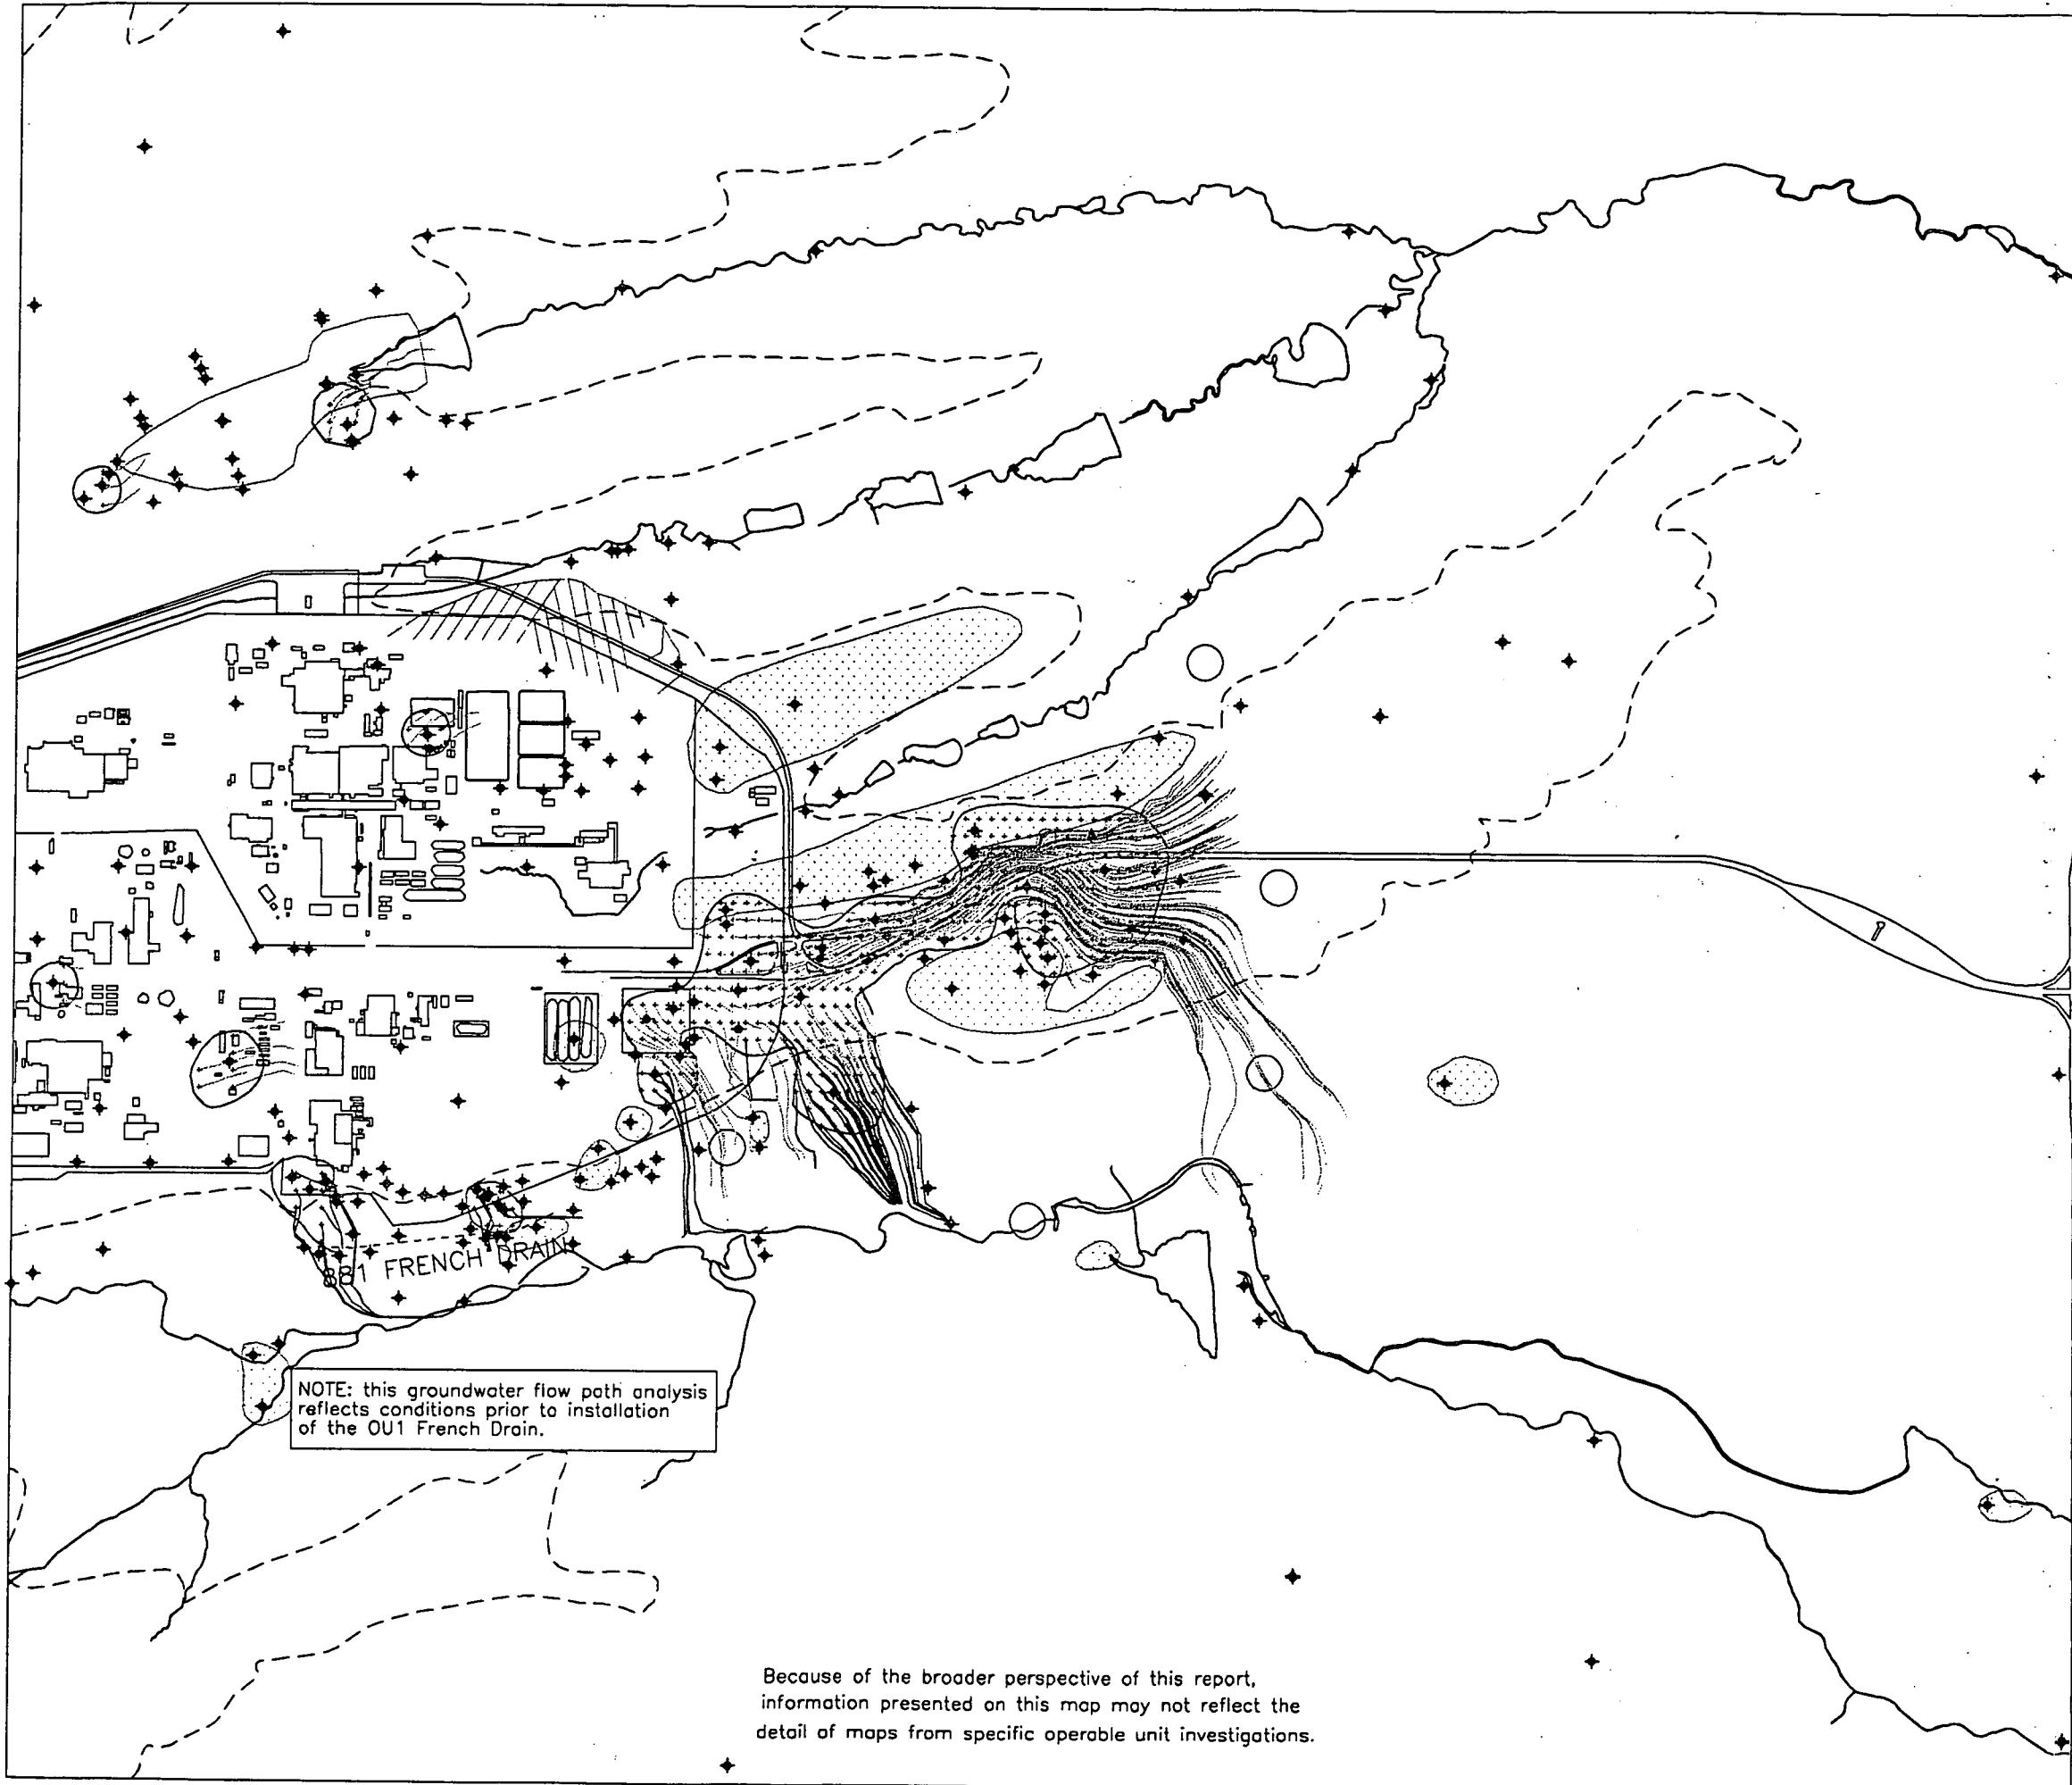 881 FRENCH DRAIN
NOTE: this groundwater flow path analysis
reflects conditions prior to installation
of the OU1 French Drain.
Because of the broader perspective of this report,
information presented on this map may not reflect the
detail of maps from specific operable unit investigations.